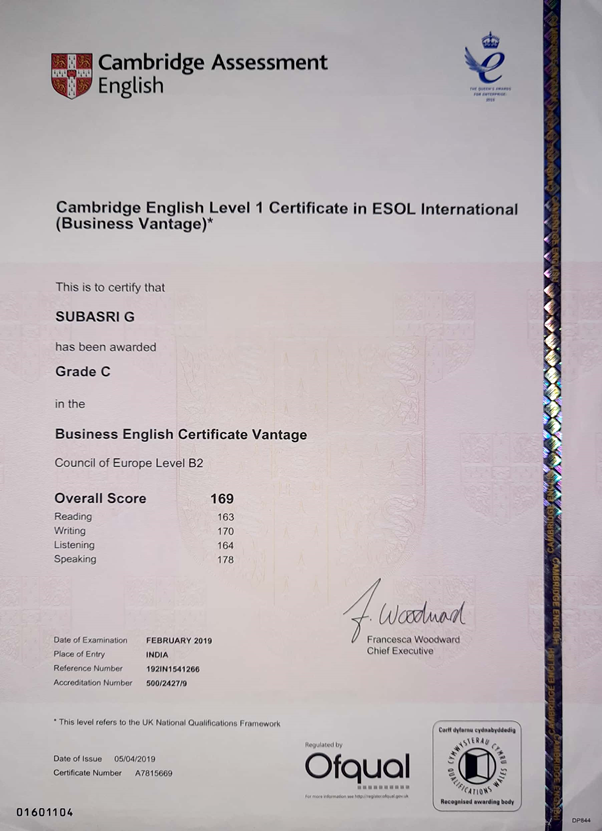 Cambridge Assessment
English
THE QUEEN'S AWARDS
FOR ENTERPRISE:
Cambridge English Level 1 Certificate in ESOL International
(Business Vantage)*
This is to certify that
SUBASRI G
has been awarded
Grade C
in the
Business English Certificate Vantage
Council of Europe Level B2
Overall Score 169
Reading 163
Writing 170
Listening 164
Speaking 178
F. Woodward
Francesca Woodward
Chief Executive
Date of Examination FEBRUARY 2019
Place of Entry INDIA
Reference Number 192IN1541266
Accreditation Number 500/2427/9
* This level refers to the UK National Qualifications Framework
Date of Issue 05/04/2019
Certificate Number A7815669
Regulated by
Ofqual
For more information see http://register.ofqual.gov.uk
Corff dyfarnu cydnabyddedig
CYMWYSTERAU CYMRU
QUALIFICATIONS WALES
Recognised awarding body
01601104
DP844
CAMBRIDGE ENGLISH